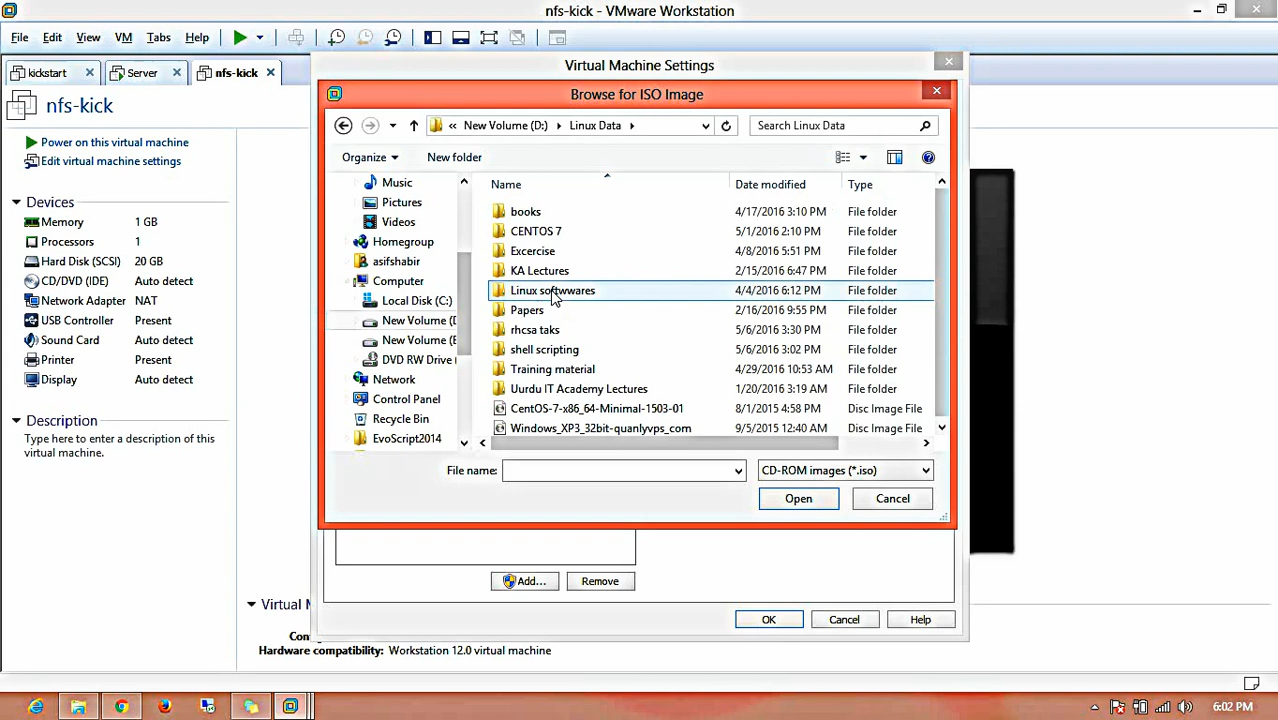 nfs-kick - VMware Workstation
File Edit View VM Tabs Help
kickstart Server nfs-kick
nfs-kick
Power on this virtual machine
Edit virtual machine settings
Devices
Memory 1 GB
Processors 1
Hard Disk (SCSI) 20 GB
CD/DVD (IDE) Auto detect
Network Adapter NAT
USB Controller Present
Sound Card Auto detect
Printer Present
Display Auto detect
Description
Type here to enter a description of this
virtual machine.
Virtual Machine Settings
Browse for ISO Image
« New Volume (D:) Linux Data
Search Linux Data
Organize New folder
Music
Pictures
Videos
Homegroup
asifshabir
Computer
Local Disk (C:)
New Volume (D
New Volume (E
DVD RW Drive (
Network
Control Panel
Recycle Bin
EvoScript2014
Name Date modified Type
books 4/17/2016 3:10 PM File folder
CENTOS 7 5/1/2016 2:10 PM File folder
Excercise 4/8/2016 5:51 PM File folder
KA Lectures 2/15/2016 6:47 PM File folder
Linux softwwares 4/4/2016 6:12 PM File folder
Papers 2/16/2016 9:55 PM File folder
rhcsa taks 5/6/2016 3:30 PM File folder
shell scripting 5/6/2016 3:02 PM File folder
Training material 4/29/2016 10:53 AM File folder
Uurdu IT Academy Lectures 1/20/2016 3:19 AM File folder
CentOS-7-x86_64-Minimal-1503-01 8/1/2015 4:58 PM Disc Image File
Windows_XP3_32bit-quanlyvps_com 9/5/2015 12:40 AM Disc Image File
File name: CD-ROM images (*.iso)
Open Cancel
Add... Remove
OK Cancel Help
Virtual M
Con
Hardware compatibility: Workstation 12.0 virtual machine
6:02 PM